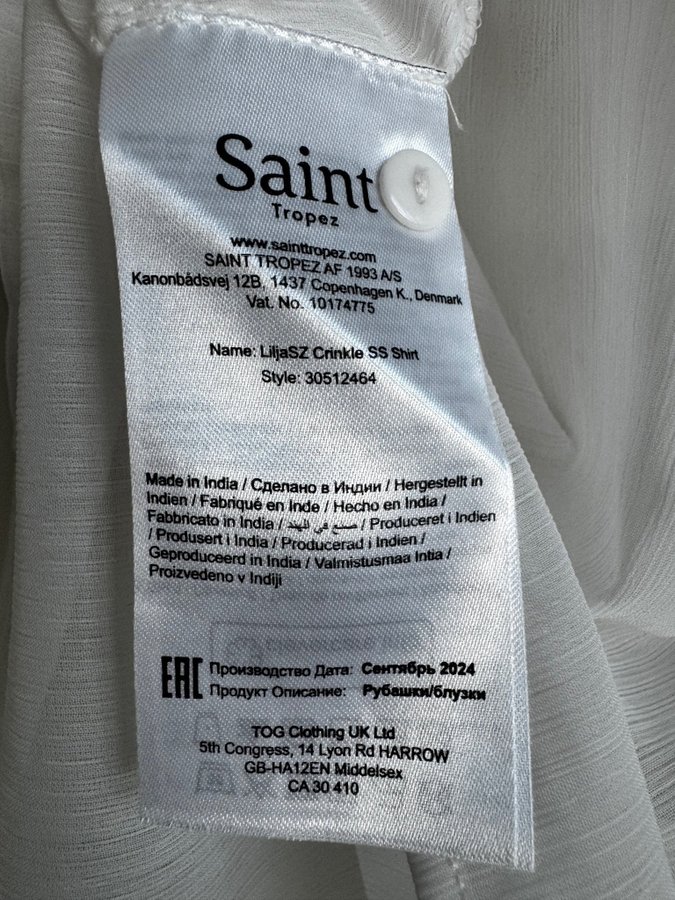 Saint
Tropez
www.sainttropez.com
SAINT TROPEZ AF 1993 A/S
Kanonbådsvej 12B, 1437 Copenhagen K., Denmark
Vat. No. 10174775
Name: LiljaSZ Crinkle SS Shirt
Style: 30512464
Made in India / Сделано в Индии / Hergestellt in
Indien / Fabriqué en Inde / Hecho en India /
Fabbricato in India / صنع في الهند / Produceret i Indien
/ Produsert i India / Producerad i Indien /
Geproduceerd in India / Valmistusmaa Intia /
Proizvedeno v Indiji
EAC Производство Дата: Сентябрь 2024
Продукт Описание: Рубашки/блузки
TOG Clothing UK Ltd
5th Congress, 14 Lyon Rd HARROW
GB-HA12EN Middelsex
CA 30 410